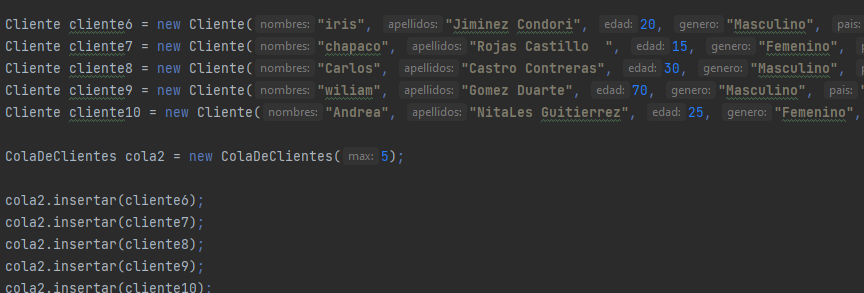 Cliente cliente6 = new Cliente( nombres: "iris", apellidos: "Jiminez Condori", edad: 20, genero: "Masculino", pais:
Cliente cliente7 = new Cliente( nombres: "chapaco", apellidos: "Rojas Castillo  ", edad: 15, genero: "Femenino",
Cliente cliente8 = new Cliente( nombres: "Carlos", apellidos: "Castro Contreras", edad: 30, genero: "Masculino",
Cliente cliente9 = new Cliente( nombres: "wiliam", apellidos: "Gomez Duarte", edad: 70, genero: "Masculino", pais: "
Cliente cliente10 = new Cliente( nombres: "Andrea", apellidos: "NitaLes Guitierrez", edad: 25, genero: "Femenino",
ColaDeClientes cola2 = new ColaDeClientes( max: 5);
cola2.insertar(cliente6);
cola2.insertar(cliente7);
cola2.insertar(cliente8);
cola2.insertar(cliente9);
cola2.insertar(cliente10);